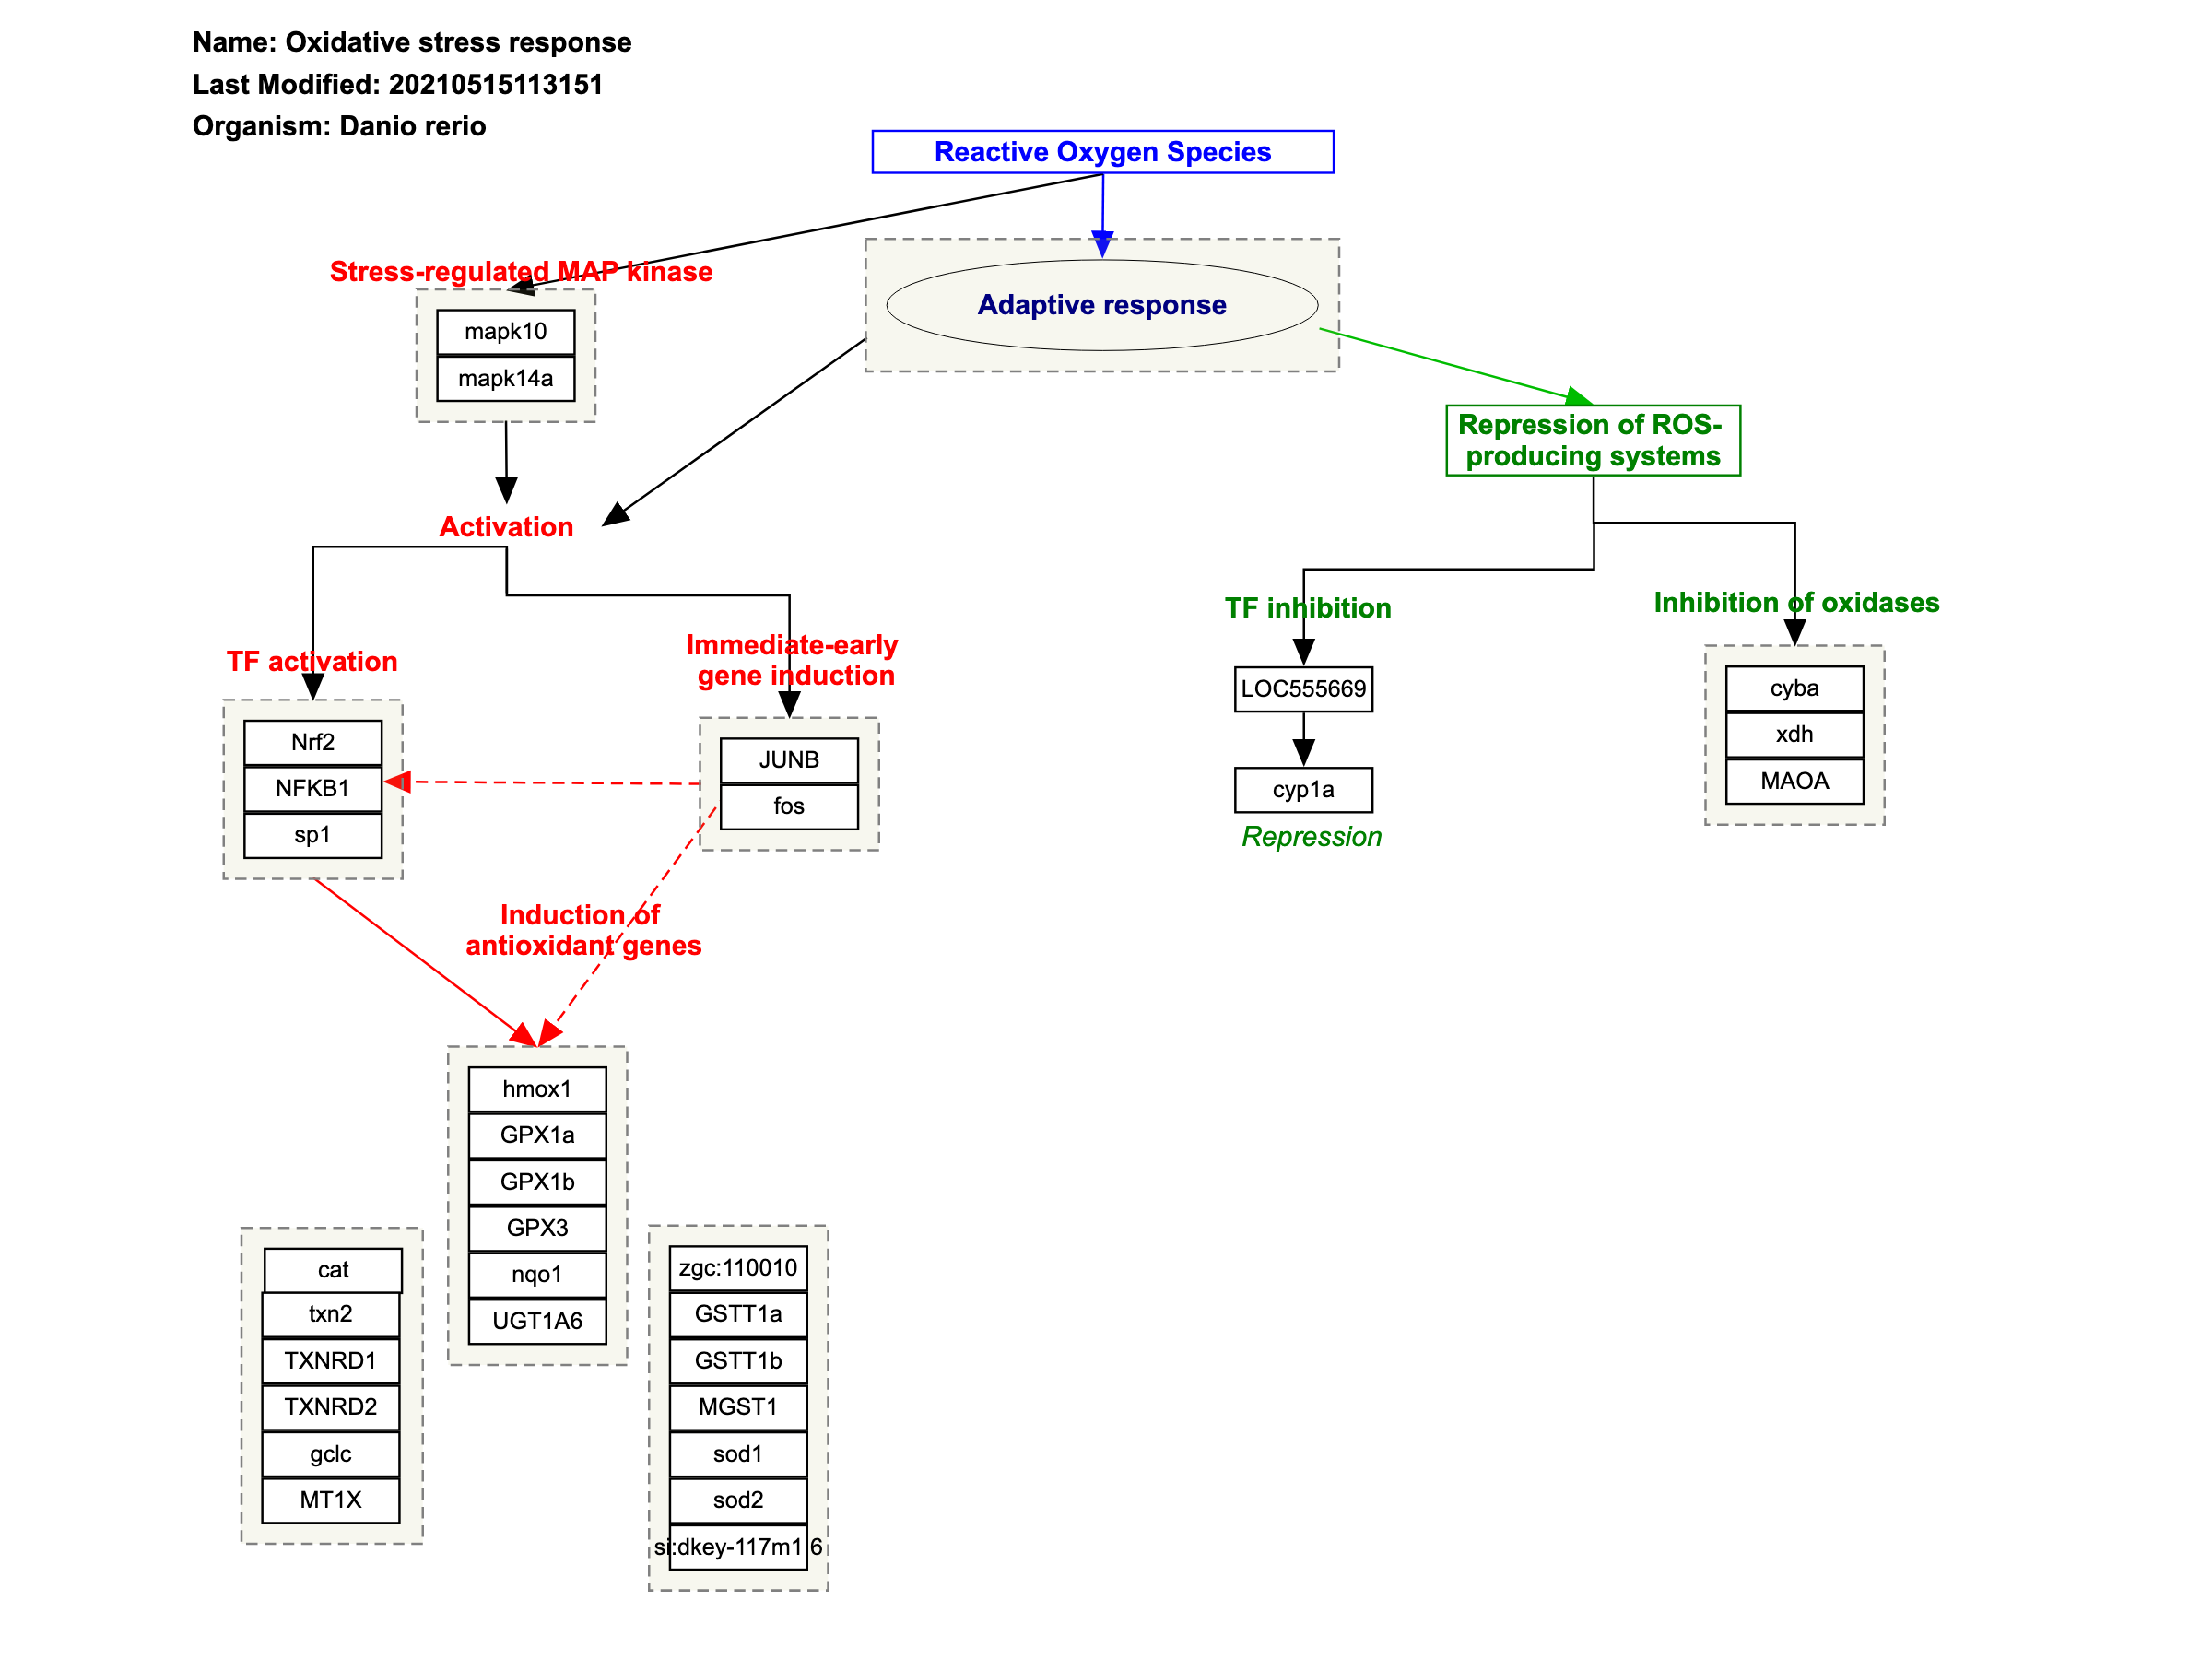 Name: Oxidative stress response
Last Modified: 20210515113151
Organism: Danio rerio
Reactive Oxygen Species
Stress-regulated MAP kinase
mapk10
mapk14a
Adaptive response
Repression of ROS-
producing systems
Activation
TF activation
Nrf2
NFKB1
sp1
Immediate-early
gene induction
JUNB
fos
TF inhibition
LOC555669
cyp1a
Repression
Inhibition of oxidases
cyba
xdh
MAOA
Induction of
antioxidant genes
hmox1
GPX1a
GPX1b
GPX3
nqo1
UGT1A6
cat
txn2
TXNRD1
TXNRD2
gclc
MT1X
zgc:110010
GSTT1a
GSTT1b
MGST1
sod1
sod2
si:dkey-117m1.6